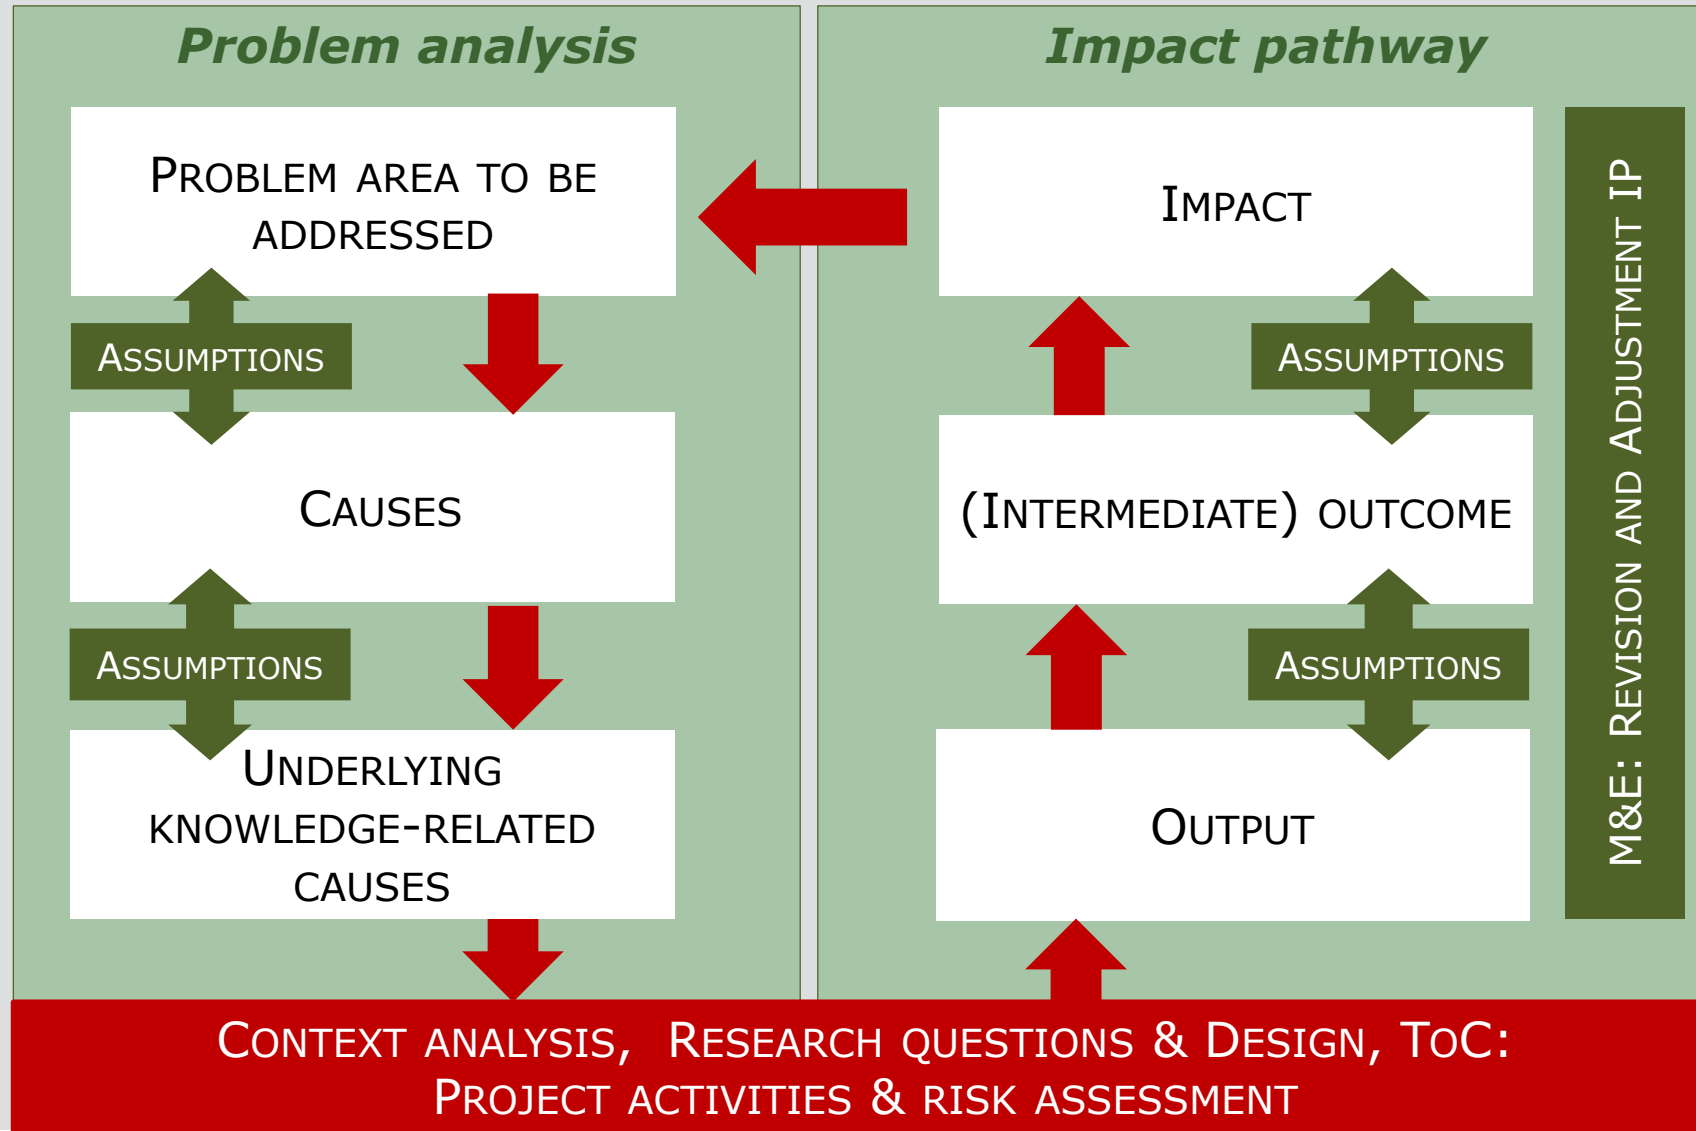 Problem analysis
Problem area to be
addressed
Assumptions
Causes
Assumptions
Underlying
knowledge-related
causes
Impact pathway
Impact
Assumptions
(Intermediate) outcome
Assumptions
Output
M&E: Revision and Adjustment IP
Context analysis, Research questions & Design, ToC:
Project activities & risk assessment